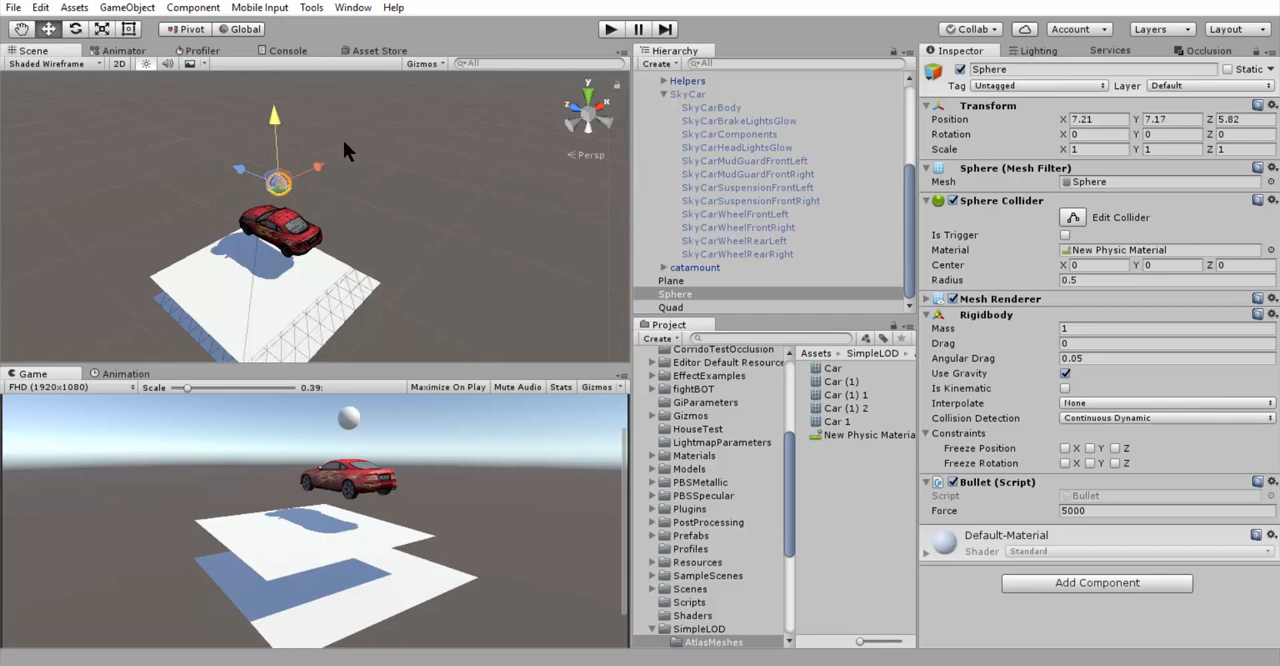 File Edit Assets GameObject Component Mobile Input Tools Window Help
Pivot Global Collab Account Layers Layout
Scene Animator Profiler Console Asset Store
Shaded Wireframe 2D Gizmos All
y
z x
Persp
Game Animation
FHD (1920x1080) Scale 0.39: Maximize On Play Mute Audio Stats Gizmos
Hierarchy
Create All
Helpers
SkyCar
SkyCarBody
SkyCarBrakeLightsGlow
SkyCarComponents
SkyCarHeadLightsGlow
SkyCarMudGuardFrontLeft
SkyCarMudGuardFrontRight
SkyCarSuspensionFrontLeft
SkyCarSuspensionFrontRight
SkyCarWheelFrontLeft
SkyCarWheelFrontRight
SkyCarWheelRearLeft
SkyCarWheelRearRight
catamount
Plane
Sphere
Quad
Project
Create
CorridoTestOcclusion
Editor Default Resource
EffectExamples
fightBOT
GiParameters
Gizmos
HouseTest
LightmapParameters
Materials
Models
PBSMetallic
PBSSpecular
Plugins
PostProcessing
Prefabs
Profiles
Resources
SampleScenes
Scenes
Scripts
Shaders
SimpleLOD
AtlasMeshes
Assets SimpleLOD
Car
Car (1)
Car (1) 1
Car (1) 2
Car 1
New Physic Materia
Inspector Lighting Services Occlusion
Sphere Static
Tag Untagged Layer Default
Transform
Position X 7.21 Y 7.17 Z 5.82
Rotation X 0 Y 0 Z 0
Scale X 1 Y 1 Z 1
Sphere (Mesh Filter)
Mesh Sphere
Sphere Collider
Edit Collider
Is Trigger
Material New Physic Material
Center X 0 Y 0 Z 0
Radius 0.5
Mesh Renderer
Rigidbody
Mass 1
Drag 0
Angular Drag 0.05
Use Gravity
Is Kinematic
Interpolate None
Collision Detection Continuous Dynamic
Constraints
Freeze Position X Y Z
Freeze Rotation X Y Z
Bullet (Script)
Script Bullet
Force 5000
Default-Material
Shader Standard
Add Component